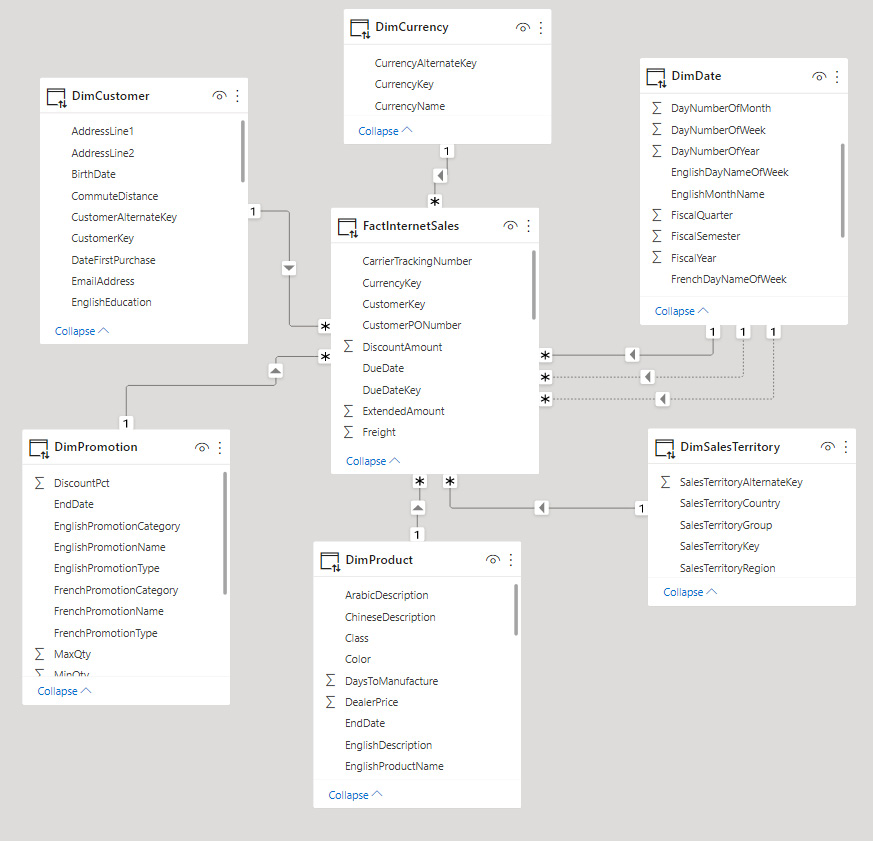 DimCurrency
CurrencyAlternateKey
CurrencyKey
CurrencyName
Collapse
1
*
DimCustomer
AddressLine1
AddressLine2
BirthDate
CommuteDistance
CustomerAlternateKey
CustomerKey
DateFirstPurchase
EmailAddress
EnglishEducation
Collapse
1
*
DimDate
∑ DayNumberOfMonth
∑ DayNumberOfWeek
∑ DayNumberOfYear
EnglishDayNameOfWeek
EnglishMonthName
∑ FiscalQuarter
∑ FiscalSemester
∑ FiscalYear
FrenchDayNameOfWeek
Collapse
1 1 1
*
*
*
FactInternetSales
CarrierTrackingNumber
CurrencyKey
CustomerKey
CustomerPONumber
∑ DiscountAmount
DueDate
DueDateKey
∑ ExtendedAmount
∑ Freight
Collapse
* *
*
1
DimPromotion
∑ DiscountPct
EndDate
EnglishPromotionCategory
EnglishPromotionName
EnglishPromotionType
FrenchPromotionCategory
FrenchPromotionName
FrenchPromotionType
∑ MaxQty
∑ MinQty
Collapse
1
DimProduct
ArabicDescription
ChineseDescription
Class
Color
∑ DaysToManufacture
∑ DealerPrice
EndDate
EnglishDescription
EnglishProductName
Collapse
1
DimSalesTerritory
∑ SalesTerritoryAlternateKey
SalesTerritoryCountry
SalesTerritoryGroup
SalesTerritoryKey
SalesTerritoryRegion
Collapse